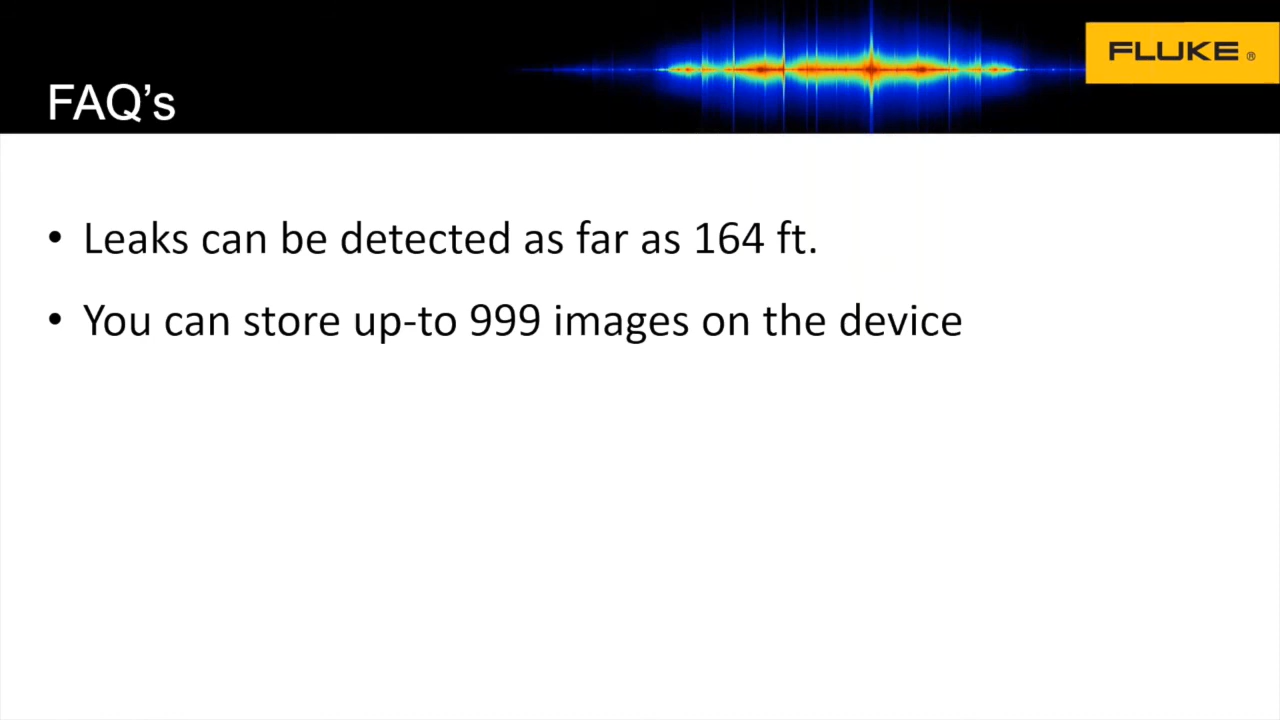 FLUKE ®
FAQ’s
• Leaks can be detected as far as 164 ft.
• You can store up-to 999 images on the device